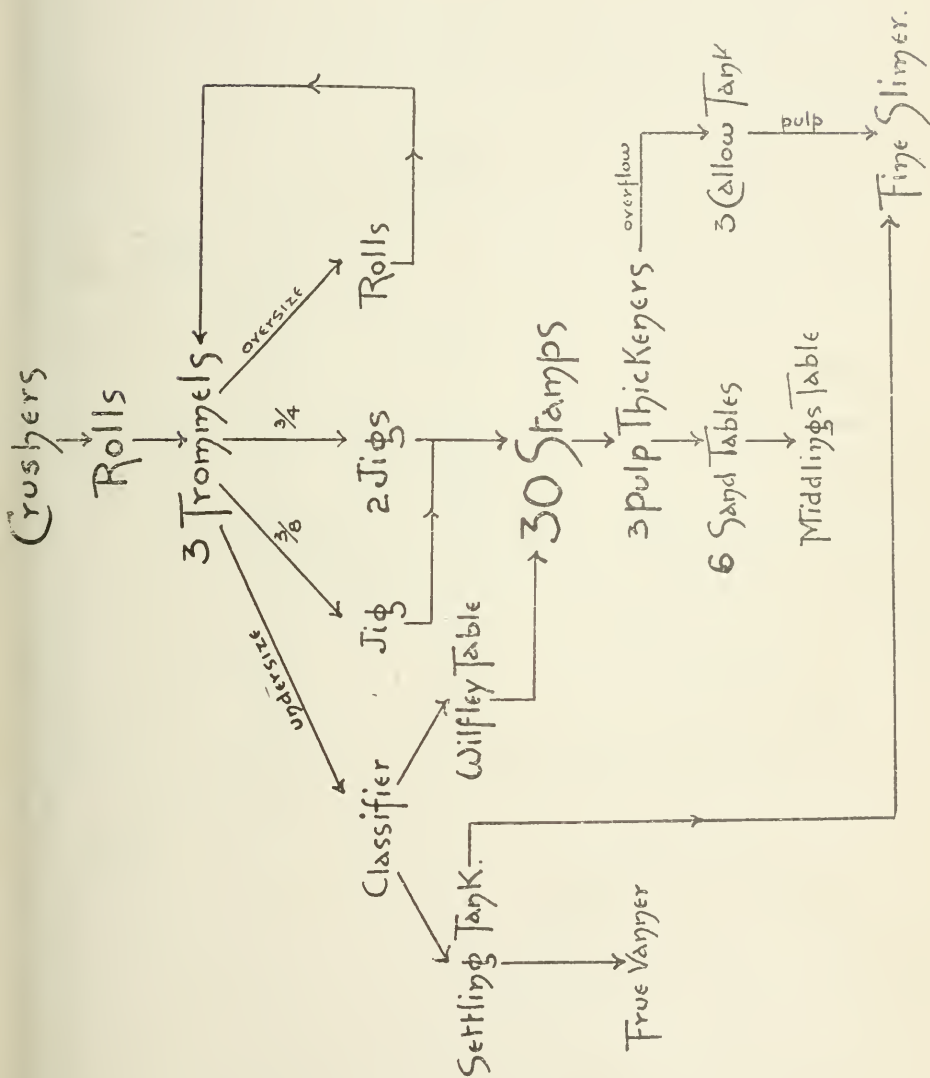 Crushers
Rolls
3 Trommels
undersize
3/8
3/4
oversize
Classifier
Jig
2 Jigs
Rolls
Settling Tank.
Wilfley Table
30 Stamps
Frue Vanner
3 Pulp Thickeners
overflow
6 Sand Tables
3 Callow Tank
Middlings Table
pulp
Fine Slimer.